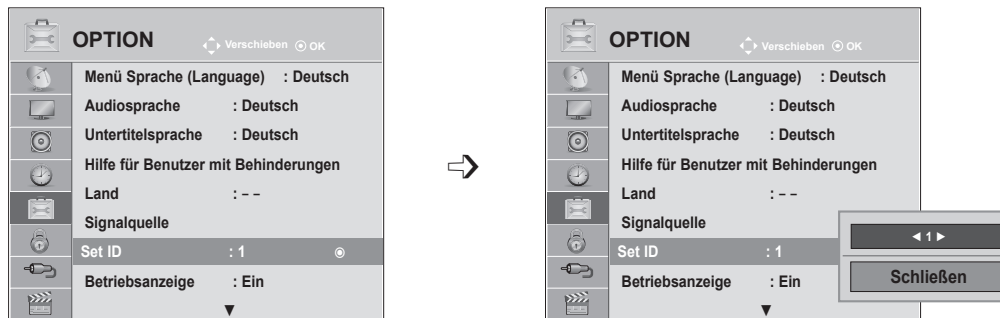 OPTION
Verschieben OK
Menü Sprache (Language) : Deutsch
Audiosprache : Deutsch
Untertitelsprache : Deutsch
Hilfe für Benutzer mit Behinderungen
Land : – –
Signalquelle
Set ID : 1
Betriebsanzeige : Ein
▼
OPTION
Verschieben OK
Menü Sprache (Language) : Deutsch
Audiosprache : Deutsch
Untertitelsprache : Deutsch
Hilfe für Benutzer mit Behinderungen
Land : – –
Signalquelle
Set ID : 1
Betriebsanzeige : Ein
▼
◄ 1 ►
Schließen